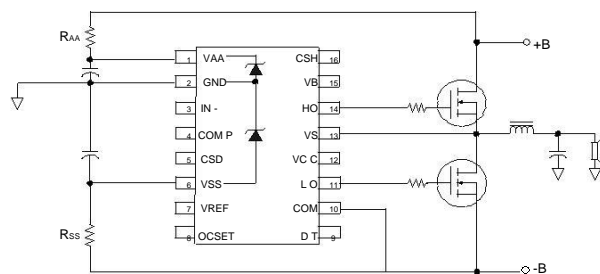 RAA
+B
1 VAA CSH 16
2 GND VB 15
3 IN - HO 14
4 COM P VS 13
5 CSD VC C 12
6 VSS L O 11
7 VREF COM 10
8 OCSET D T 9
RSS
-B